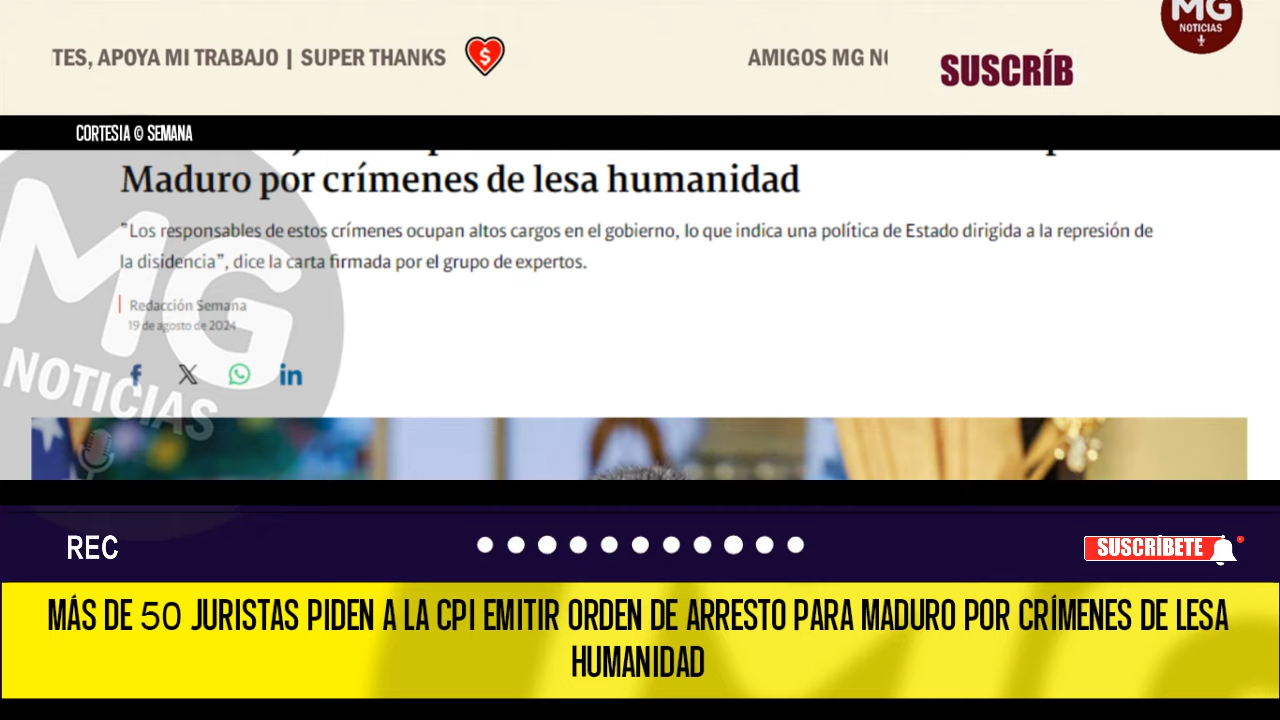 TES, APOYA MI TRABAJO | SUPER THANKS
AMIGOS MG NO
SUSCRÍB
MG
NOTICIAS
CORTESIA © SEMANA
Maduro por crímenes de lesa humanidad
"Los responsables de estos crímenes ocupan altos cargos en el gobierno, lo que indica una política de Estado dirigida a la represión de
la disidencia", dice la carta firmada por el grupo de expertos.
Redacción Semana
19 de agosto de 2024
MG
NOTICIAS
REC
SUSCRÍBETE
MÁS DE 50 JURISTAS PIDEN A LA CPI EMITIR ORDEN DE ARRESTO PARA MADURO POR CRÍMENES DE LESA
HUMANIDAD